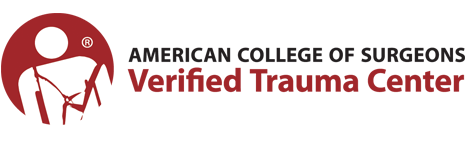 ®
AMERICAN COLLEGE OF SURGEONS
Verified Trauma Center